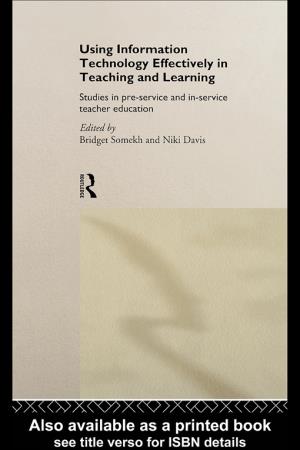 Using Information
Technology Effectively in
Teaching and Learning
Studies in pre-service and in-service
teacher education
Edited by
Bridget Somekh and Niki Davis
ROUTLEDGE
Also available as a printed book
see title verso for ISBN details